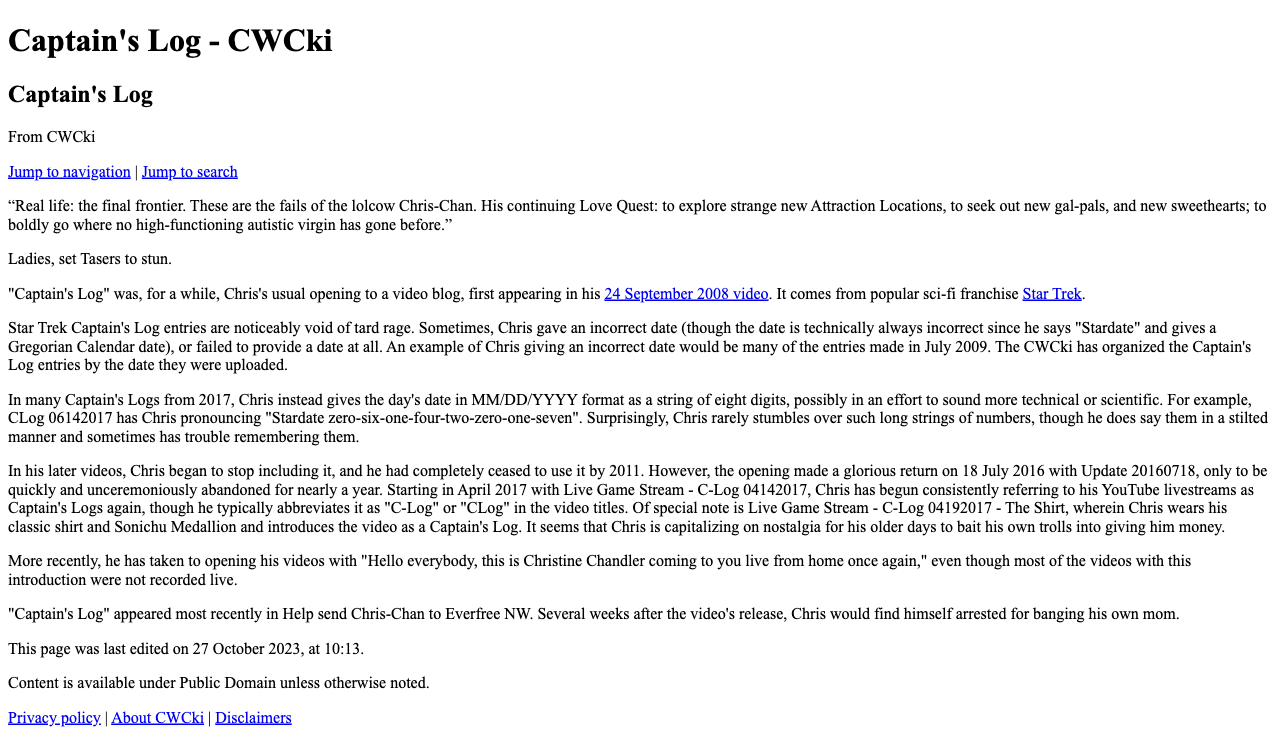 Captain's Log - CWCki
Captain's Log
From CWCki
Jump to navigation | Jump to search
“Real life: the final frontier. These are the fails of the lolcow Chris-Chan. His continuing Love Quest: to explore strange new Attraction Locations, to seek out new gal-pals, and new sweethearts; to
boldly go where no high-functioning autistic virgin has gone before.”
Ladies, set Tasers to stun.
"Captain's Log" was, for a while, Chris's usual opening to a video blog, first appearing in his 24 September 2008 video. It comes from popular sci-fi franchise Star Trek.
Star Trek Captain's Log entries are noticeably void of tard rage. Sometimes, Chris gave an incorrect date (though the date is technically always incorrect since he says "Stardate" and gives a
Gregorian Calendar date), or failed to provide a date at all. An example of Chris giving an incorrect date would be many of the entries made in July 2009. The CWCki has organized the Captain's
Log entries by the date they were uploaded.
In many Captain's Logs from 2017, Chris instead gives the day's date in MM/DD/YYYY format as a string of eight digits, possibly in an effort to sound more technical or scientific. For example,
CLog 06142017 has Chris pronouncing "Stardate zero-six-one-four-two-zero-one-seven". Surprisingly, Chris rarely stumbles over such long strings of numbers, though he does say them in a stilted
manner and sometimes has trouble remembering them.
In his later videos, Chris began to stop including it, and he had completely ceased to use it by 2011. However, the opening made a glorious return on 18 July 2016 with Update 20160718, only to be
quickly and unceremoniously abandoned for nearly a year. Starting in April 2017 with Live Game Stream - C-Log 04142017, Chris has begun consistently referring to his YouTube livestreams as
Captain's Logs again, though he typically abbreviates it as "C-Log" or "CLog" in the video titles. Of special note is Live Game Stream - C-Log 04192017 - The Shirt, wherein Chris wears his
classic shirt and Sonichu Medallion and introduces the video as a Captain's Log. It seems that Chris is capitalizing on nostalgia for his older days to bait his own trolls into giving him money.
More recently, he has taken to opening his videos with "Hello everybody, this is Christine Chandler coming to you live from home once again," even though most of the videos with this
introduction were not recorded live.
"Captain's Log" appeared most recently in Help send Chris-Chan to Everfree NW. Several weeks after the video's release, Chris would find himself arrested for banging his own mom.
This page was last edited on 27 October 2023, at 10:13.
Content is available under Public Domain unless otherwise noted.
Privacy policy | About CWCki | Disclaimers